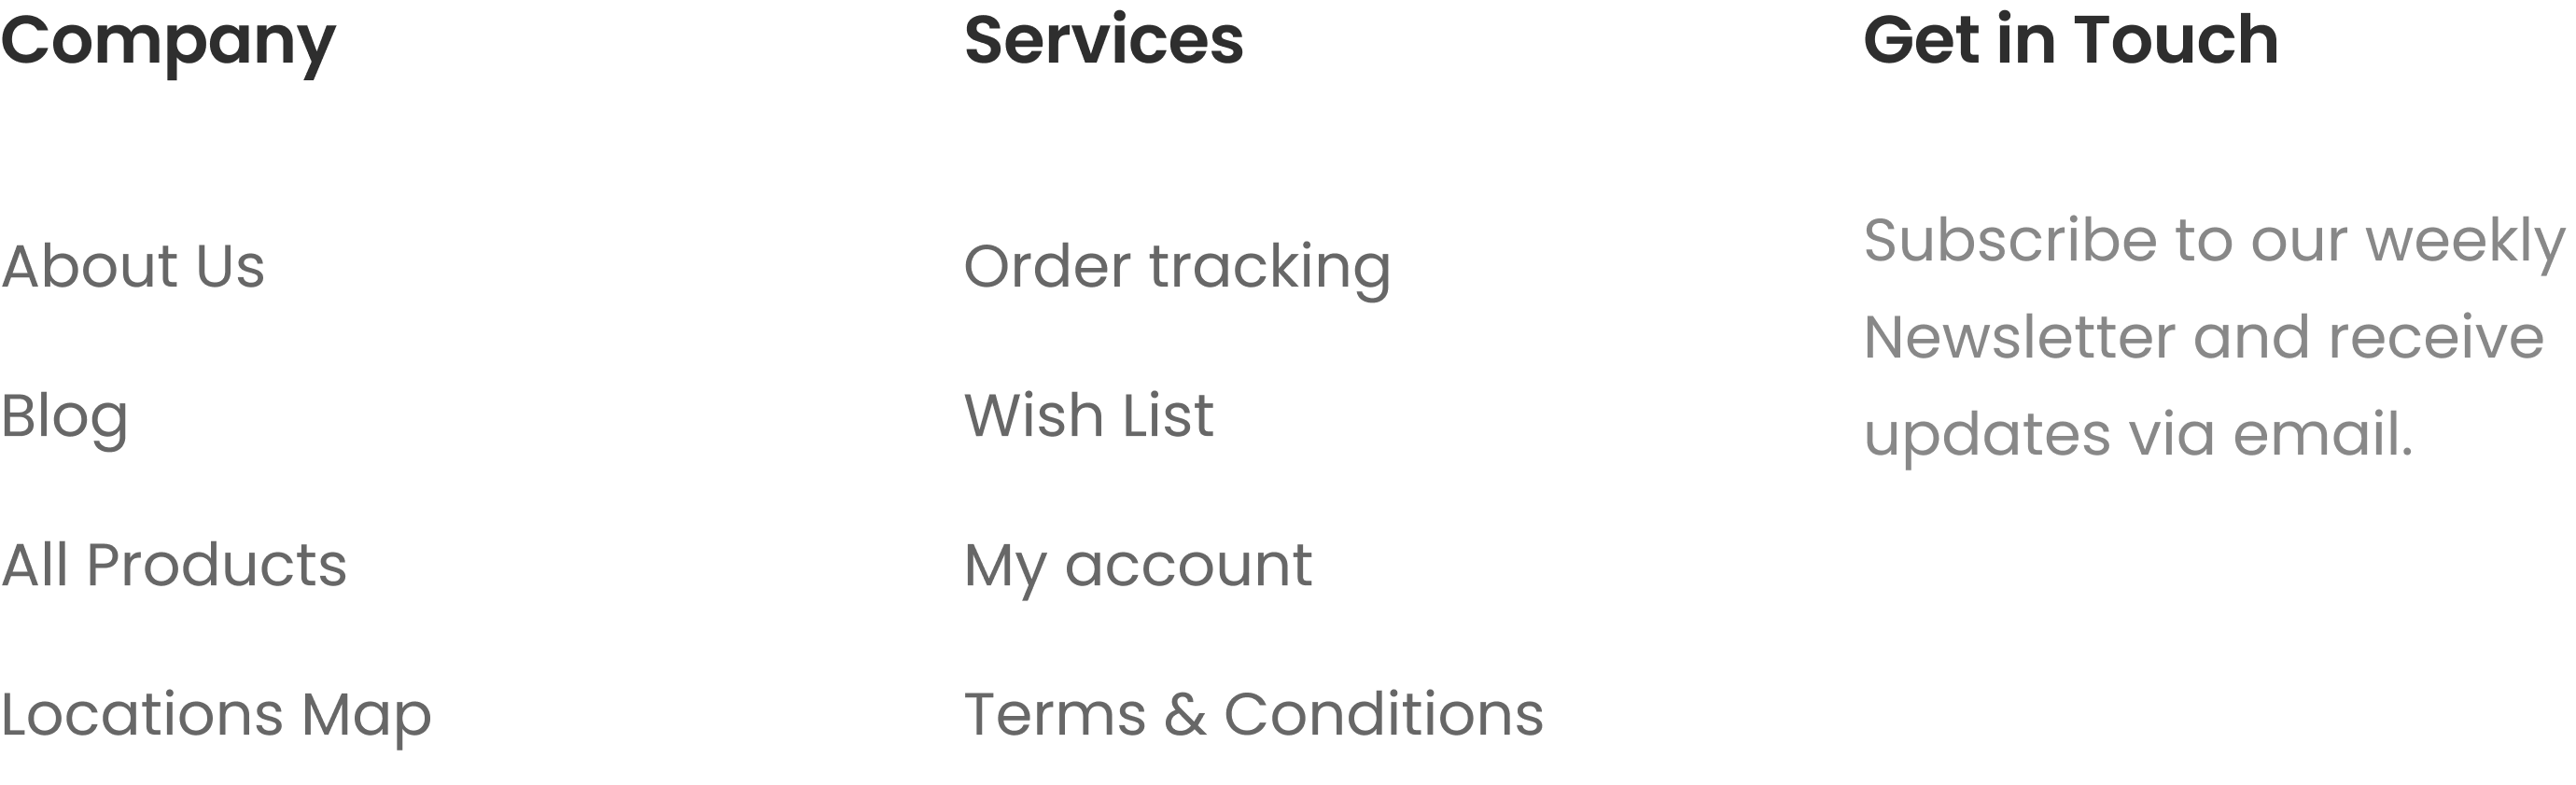 Company
About Us
Blog
All Products
Locations Map
Services
Order tracking
Wish List
My account
Terms & Conditions
Get in Touch
Subscribe to our weekly
Newsletter and receive
updates via email.